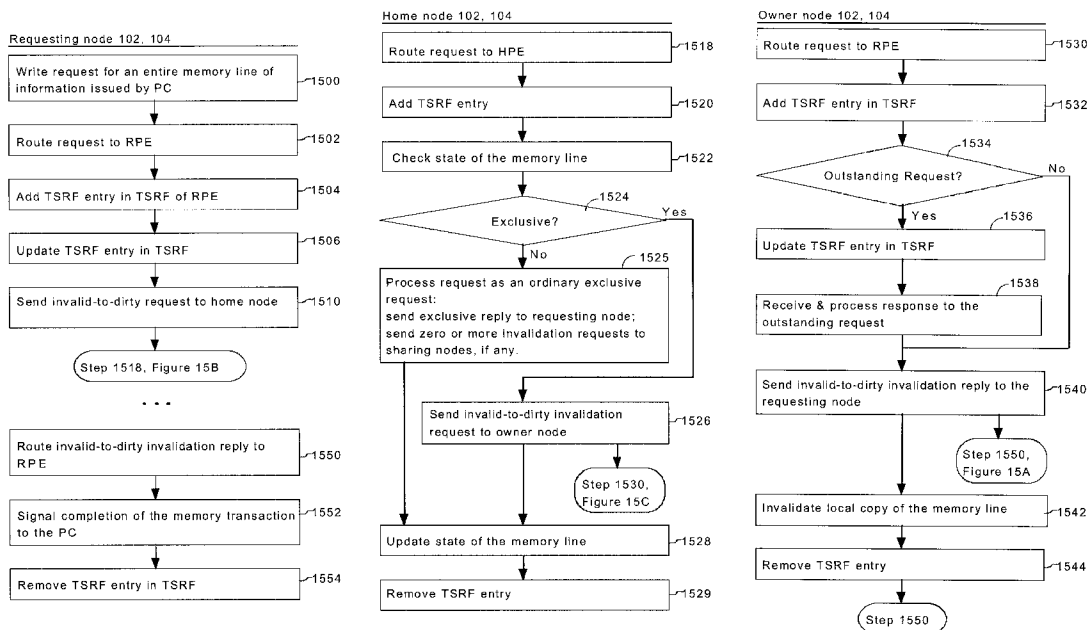 Requesting node 102, 104
Write request for an entire memory line of
information issued by PC
1500
Route request to RPE
1502
Add TSRF entry in TSRF of RPE
1504
Update TSRF entry in TSRF
1506
Send invalid-to-dirty request to home node
1510
Step 1518, Figure 15B
...
Route invalid-to-dirty invalidation reply to
RPE
1550
Signal completion of the memory transaction
to the PC
1552
Remove TSRF entry in TSRF
1554
Home node 102, 104
Route request to HPE
1518
Add TSRF entry
1520
Check state of the memory line
1522
1524
Exclusive?
Yes
No
1525
Process request as an ordinary exclusive
request:
send exclusive reply to requesting node;
send zero or more invalidation requests to
sharing nodes, if any.
Send invalid-to-dirty invalidation
request to owner node
1526
Step 1530,
Figure 15C
Update state of the memory line
1528
Remove TSRF entry
1529
Owner node 102, 104
Route request to RPE
1530
Add TSRF entry in TSRF
1532
1534
Outstanding Request?
No
Yes
1536
Update TSRF entry in TSRF
1538
Receive & process response to the
outstanding request
Send invalid-to-dirty invalidation reply to the
requesting node
1540
Step 1550,
Figure 15A
Invalidate local copy of the memory line
1542
Remove TSRF entry
1544
Step 1550